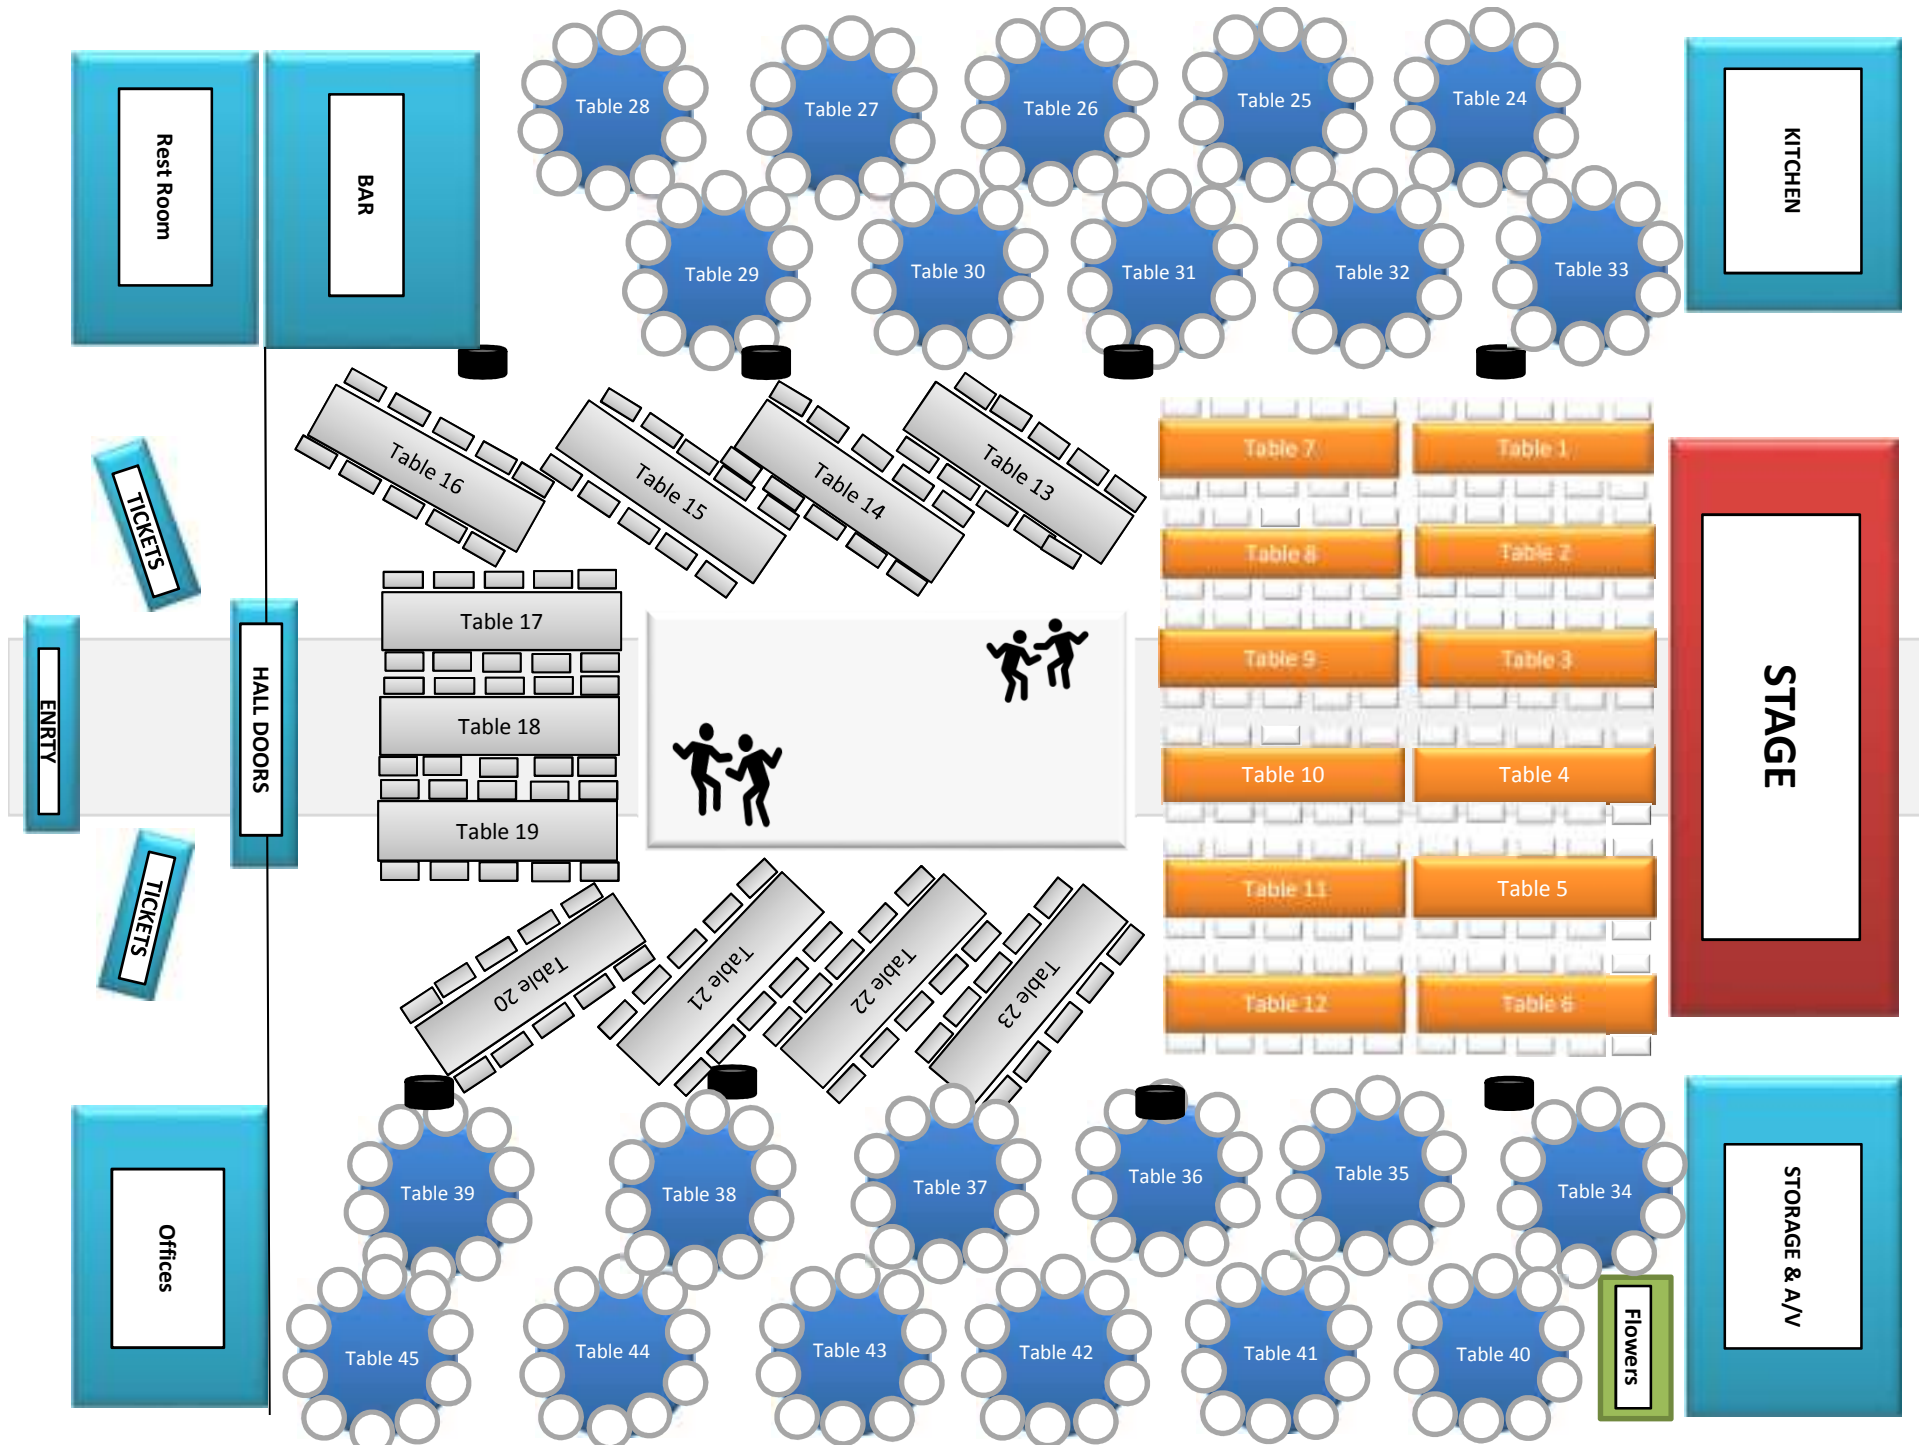 Rest Room
BAR
Table 28
Table 27
Table 26
Table 25
Table 24
KITCHEN
Table 29
Table 30
Table 31
Table 32
Table 33
TICKETS
Table 16
Table 15
Table 14
Table 13
Table 7
Table 1
Table 8
Table 2
Table 17
Table 9
Table 3
ENRTY
HALL DOORS
Table 18
Table 10
Table 4
STAGE
Table 19
TICKETS
Table 11
Table 5
Table 20
Table 21
Table 22
Table 23
Table 12
Table 6
Offices
Table 39
Table 38
Table 37
Table 36
Table 35
Table 34
STORAGE & A/V
Table 45
Table 44
Table 43
Table 42
Table 41
Table 40
Flowers